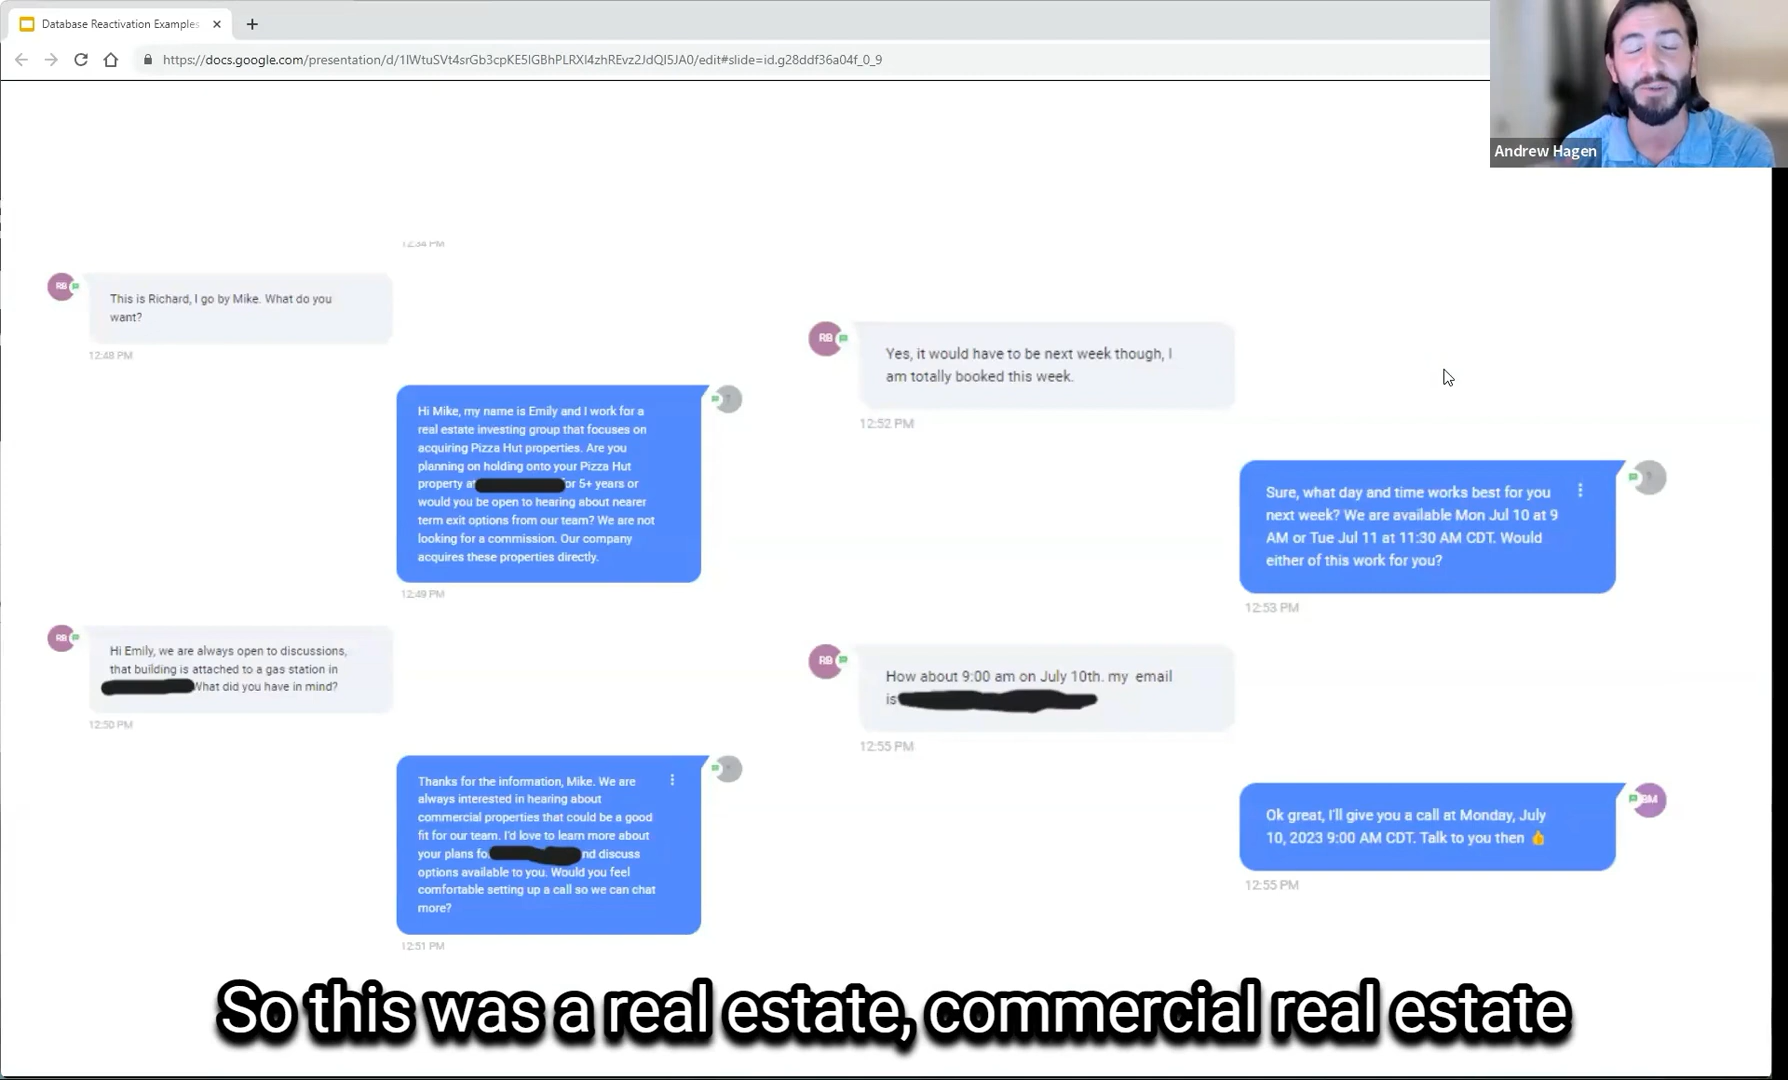 Database Reactivation Examples
https://docs.google.com/presentation/d/1lWtuSVt4srGb3cpKE5lGBhPLRXl4zhREvz2JdQl5JA0/edit#slide=id.g28ddf36a04f_0_9
Andrew Hagen
12:34 PM
RB
This is Richard, I go by Mike. What do you
want?
12:48 PM
Hi Mike, my name is Emily and I work for a
real estate investing group that focuses on
acquiring Pizza Hut properties. Are you
planning on holding onto your Pizza Hut
property at or 5+ years or
would you be open to hearing about nearer
term exit options from our team? We are not
looking for a commission. Our company
acquires these properties directly.
12:49 PM
RB
Hi Emily, we are always open to discussions,
that building is attached to a gas station in
What did you have in mind?
12:50 PM
Thanks for the information, Mike. We are
always interested in hearing about
commercial properties that could be a good
fit for our team. I'd love to learn more about
your plans fo nd discuss
options available to you. Would you feel
comfortable setting up a call so we can chat
more?
12:51 PM
RB
Yes, it would have to be next week though, I
am totally booked this week.
12:52 PM
Sure, what day and time works best for you
next week? We are available Mon Jul 10 at 9
AM or Tue Jul 11 at 11:30 AM CDT. Would
either of this work for you?
12:53 PM
RB
How about 9:00 am on July 10th. my email
is
12:55 PM
BM
Ok great, I'll give you a call at Monday, July
10, 2023 9:00 AM CDT. Talk to you then 👍
12:55 PM
So this was a real estate, commercial real estate